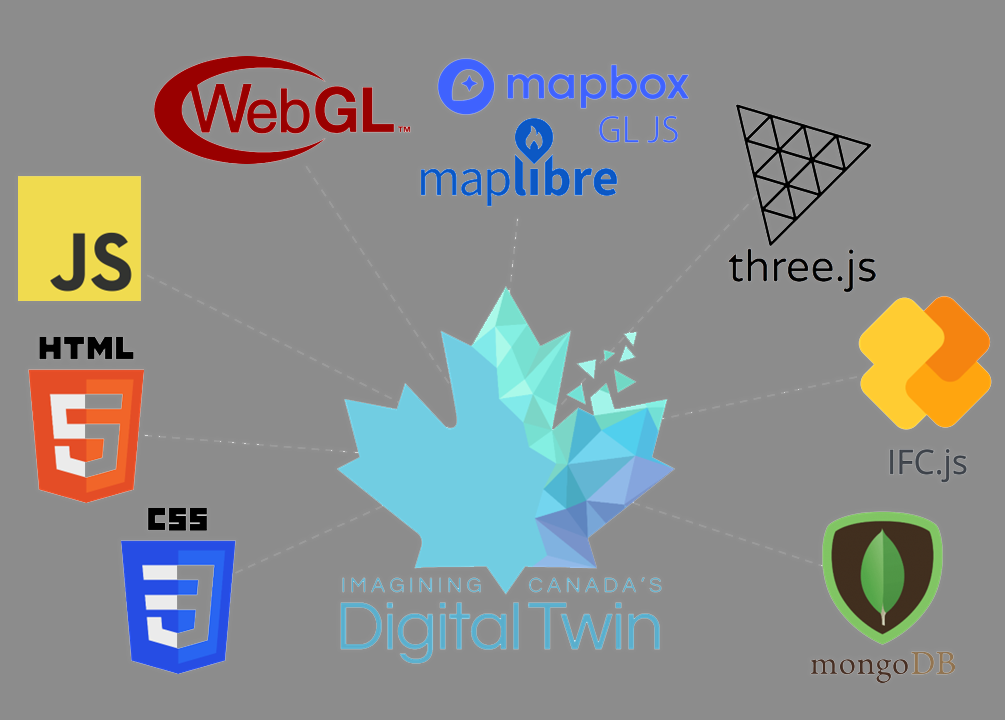 WebGL™
mapbox
GL JS
maplibre
three.js
JS
HTML
5
IFC.js
CSS
3
mongoDB
IMAGINING CANADA'S
Digital Twin